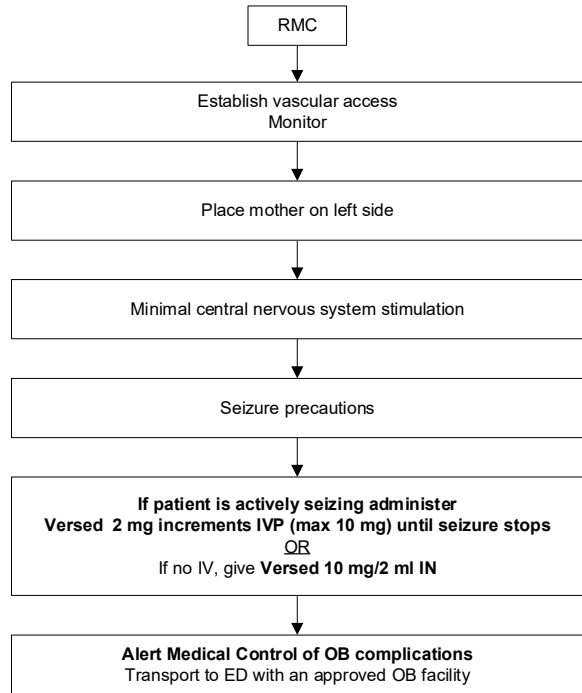 RMC
Establish vascular access
Monitor
Place mother on left side
Minimal central nervous system stimulation
Seizure precautions
If patient is actively seizing administer
Versed  2 mg increments IVP (max 10 mg) until seizure stops
OR
If no IV, give Versed 10 mg/2 ml IN
Alert Medical Control of OB complications
Transport to ED with an approved OB facility